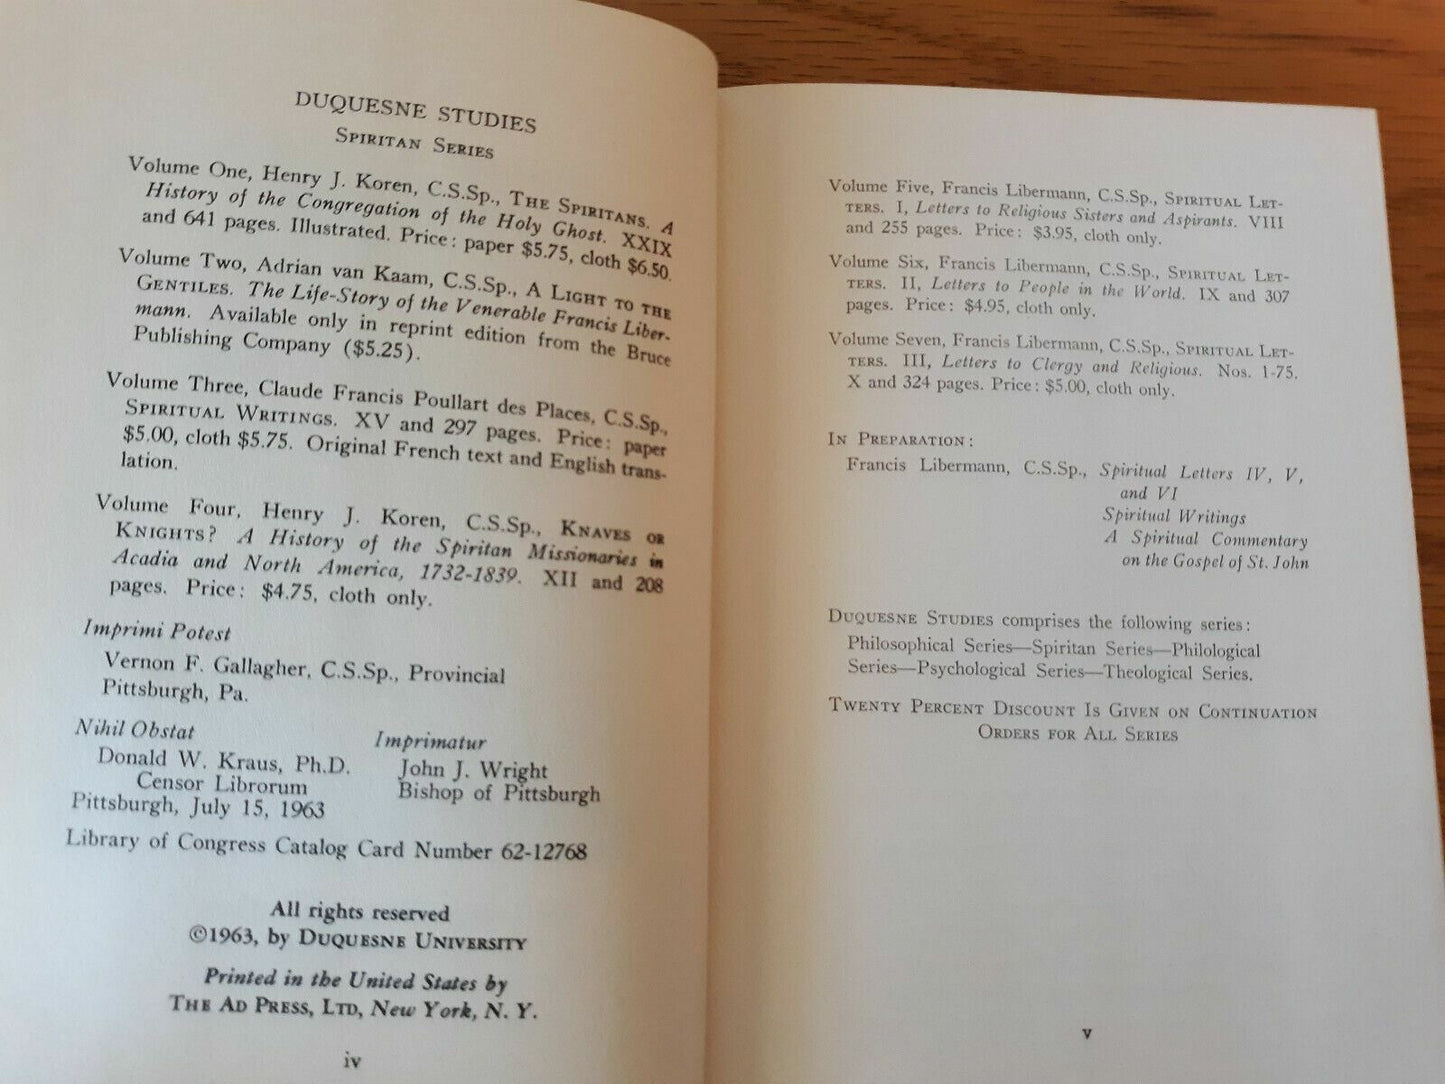 DUQUESNE STUDIES
SPIRITAN SERIES
Volume One, Henry J. Koren, C.S.Sp., THE SPIRITANS. A
History of the Congregation of the Holy Ghost. XXIX
and 641 pages. Illustrated. Price: paper $5.75, cloth $6.50.
Volume Two, Adrian van Kaam, C.S.Sp., A LIGHT TO THE
GENTILES. The Life-Story of the Venerable Francis Liber-
mann. Available only in reprint edition from the Bruce
Publishing Company ($5.25).
Volume Three, Claude Francis Poullart des Places, C.S.Sp.,
SPIRITUAL WRITINGS. XV and 297 pages. Price: paper
$5.00, cloth $5.75. Original French text and English trans-
lation.
Volume Four, Henry J. Koren, C.S.Sp., KNAVES OR
KNIGHTS? A History of the Spiritan Missionaries in
Acadia and North America, 1732-1839. XII and 208
pages. Price: $4.75, cloth only.
Imprimi Potest
Vernon F. Gallagher, C.S.Sp., Provincial
Pittsburgh, Pa.
Nihil Obstat
Donald W. Kraus, Ph.D.
Censor Librorum
Pittsburgh, July 15, 1963
Imprimatur
John J. Wright
Bishop of Pittsburgh
Library of Congress Catalog Card Number 62-12768
All rights reserved
©1963, by DUQUESNE UNIVERSITY
Printed in the United States by
THE AD PRESS, LTD, New York, N. Y.
iv
Volume Five, Francis Libermann, C.S.Sp., SPIRITUAL LET-
TERS. I, Letters to Religious Sisters and Aspirants. VIII
and 255 pages. Price: $3.95, cloth only.
Volume Six, Francis Libermann, C.S.Sp., SPIRITUAL LET-
TERS. II, Letters to People in the World. IX and 307
pages. Price: $4.95, cloth only.
Volume Seven, Francis Libermann, C.S.Sp., SPIRITUAL LET-
TERS. III, Letters to Clergy and Religious. Nos. 1-75.
X and 324 pages. Price: $5.00, cloth only.
IN PREPARATION:
Francis Libermann, C.S.Sp., Spiritual Letters IV, V,
and VI
Spiritual Writings
A Spiritual Commentary
on the Gospel of St. John
DUQUESNE STUDIES comprises the following series:
Philosophical Series—Spiritan Series—Philological
Series—Psychological Series—Theological Series.
TWENTY PERCENT DISCOUNT IS GIVEN ON CONTINUATION
ORDERS FOR ALL SERIES
v